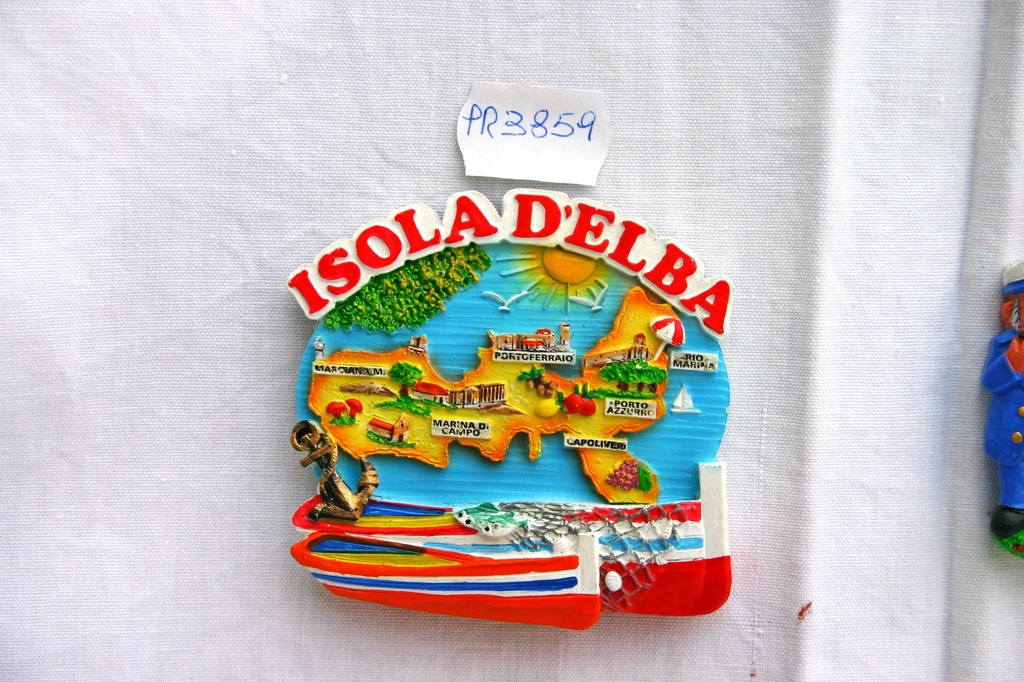 PR3859
ISOLA D'ELBA
PORTOFERRAIO
RIO
MARINA
MARCIANA M.
PORTO
AZZURRO
MARINA DI
CAMPO
CAPOLIVERI